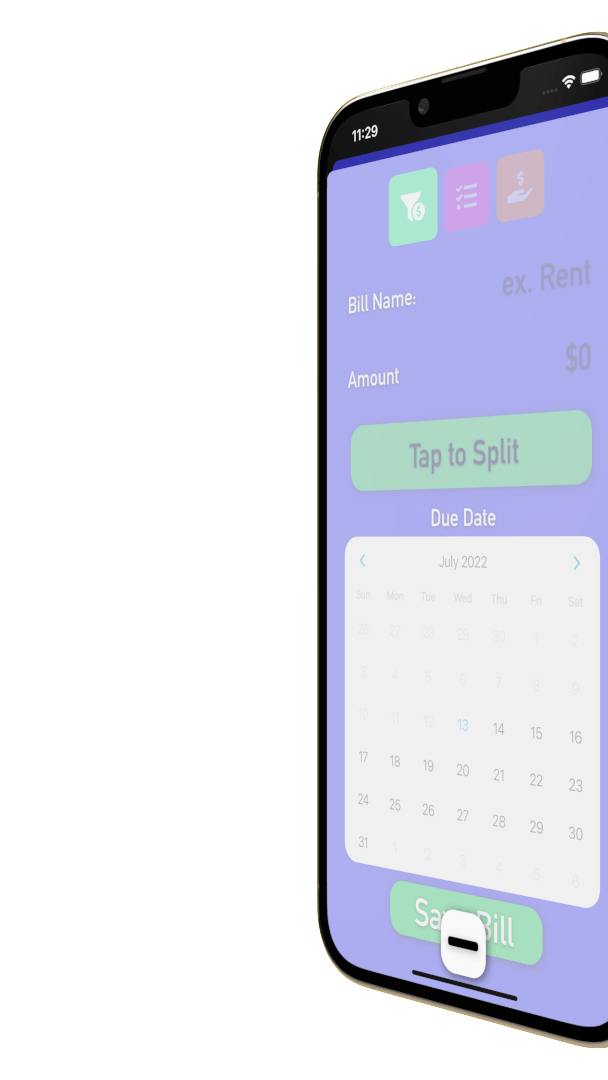 11:29
ex. Rent
Bill Name:
$0
Amount
Tap to Split
Due Date
July 2022
Sun Mon Tue Wed Thu Fri Sat
26 27 28 29 30 1 2
3 4 5 6 7 8 9
10 11 12 13 14 15 16
17 18 19 20 21 22 23
24 25 26 27 28 29 30
31 1 2 3 4 5 6
Save Bill